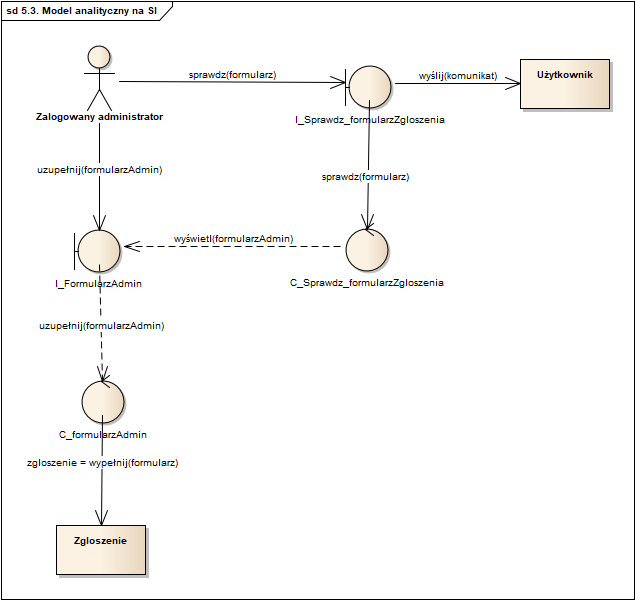 sd 5.3. Model analityczny na SI
Zalogowany administrator
sprawdz(formularz)
I_Sprawdz_formularzZgloszenia
wyślij(komunikat)
Użytkownik
uzupełnij(formularzAdmin)
sprawdz(formularz)
wyświetl(formularzAdmin)
I_FormularzAdmin
C_Sprawdz_formularzZgloszenia
uzupełnij(formularzAdmin)
C_formularzAdmin
zgloszenie = wypełnij(formularz)
Zgloszenie